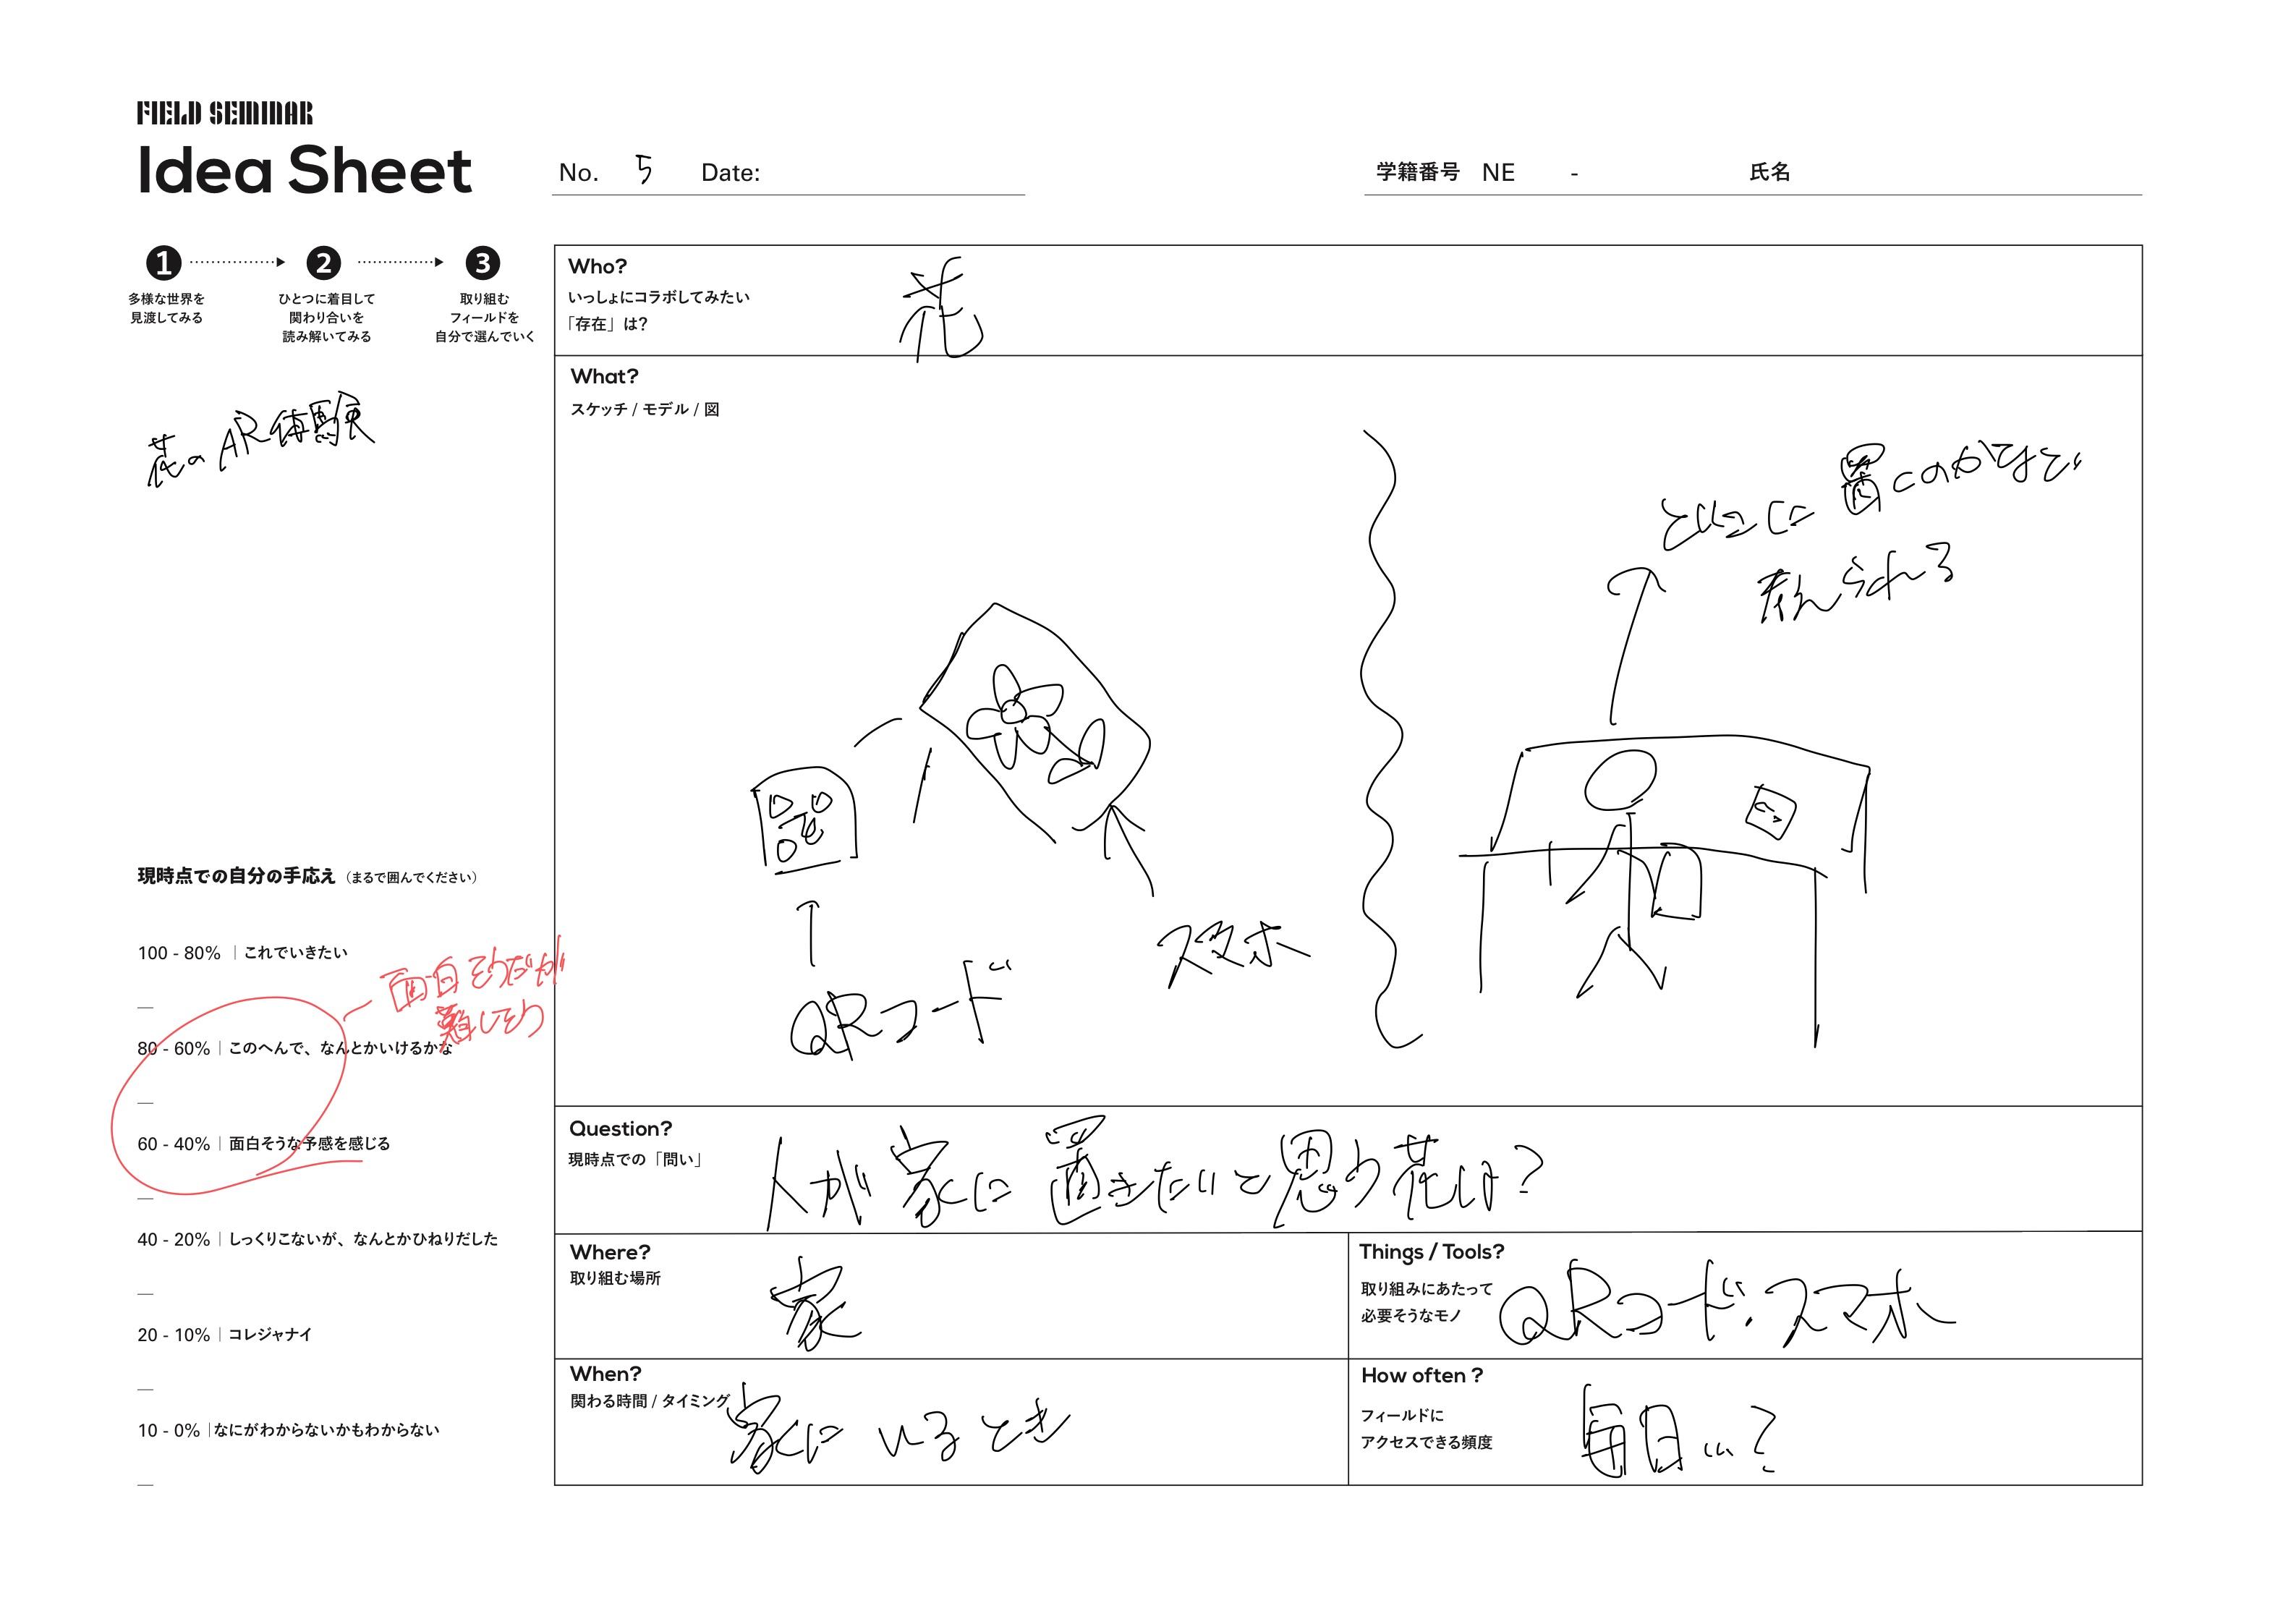 FIELD SEMINAR
Idea Sheet
No. 5 Date:
学籍番号 NE -
氏名
1 2 3
多様な世界を
見渡してみる
ひとつに着目して
関わり合いを
読み解いてみる
取り組む
フィールドを
自分で選んでいく
花のAR体験
現時点での自分の手応え（まるで囲んでください）
100 - 80% | これでいきたい
面白そうだが
難しそう
80 - 60% | このへんで、なんとかいけるかな
60 - 40% | 面白そうな予感を感じる
40 - 20% | しっくりこないが、なんとかひねりだした
20 - 10% | コレジャナイ
10 - 0% | なにがわからないかもわからない
Who?
いっしょにコラボしてみたい
「存在」は?
花
What?
スケッチ / モデル / 図
QRコード
スマホ
どこに置くのかなど
考えられる
Question?
現時点での「問い」
人が家に置きたいと思う花は?
Where?
取り組む場所
家
Things / Tools?
取り組みにあたって
必要そうなモノ
QRコード・スマホ
When?
関わる時間 / タイミング
家にいるとき
How often ?
フィールドに
アクセスできる頻度
毎日...?